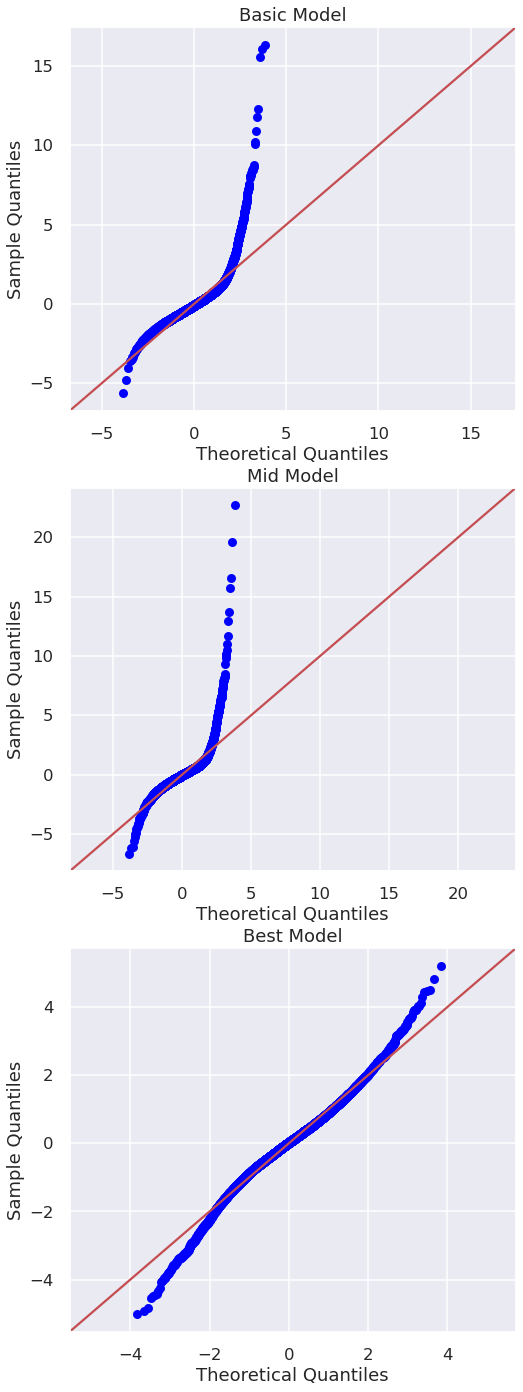 Basic Model
15
10
5
0
−5
Sample Quantiles
−5 0 5 10 15
Theoretical Quantiles
Mid Model
20
15
10
5
0
−5
Sample Quantiles
−5 0 5 10 15 20
Theoretical Quantiles
Best Model
4
2
0
−2
−4
Sample Quantiles
−4 −2 0 2 4
Theoretical Quantiles